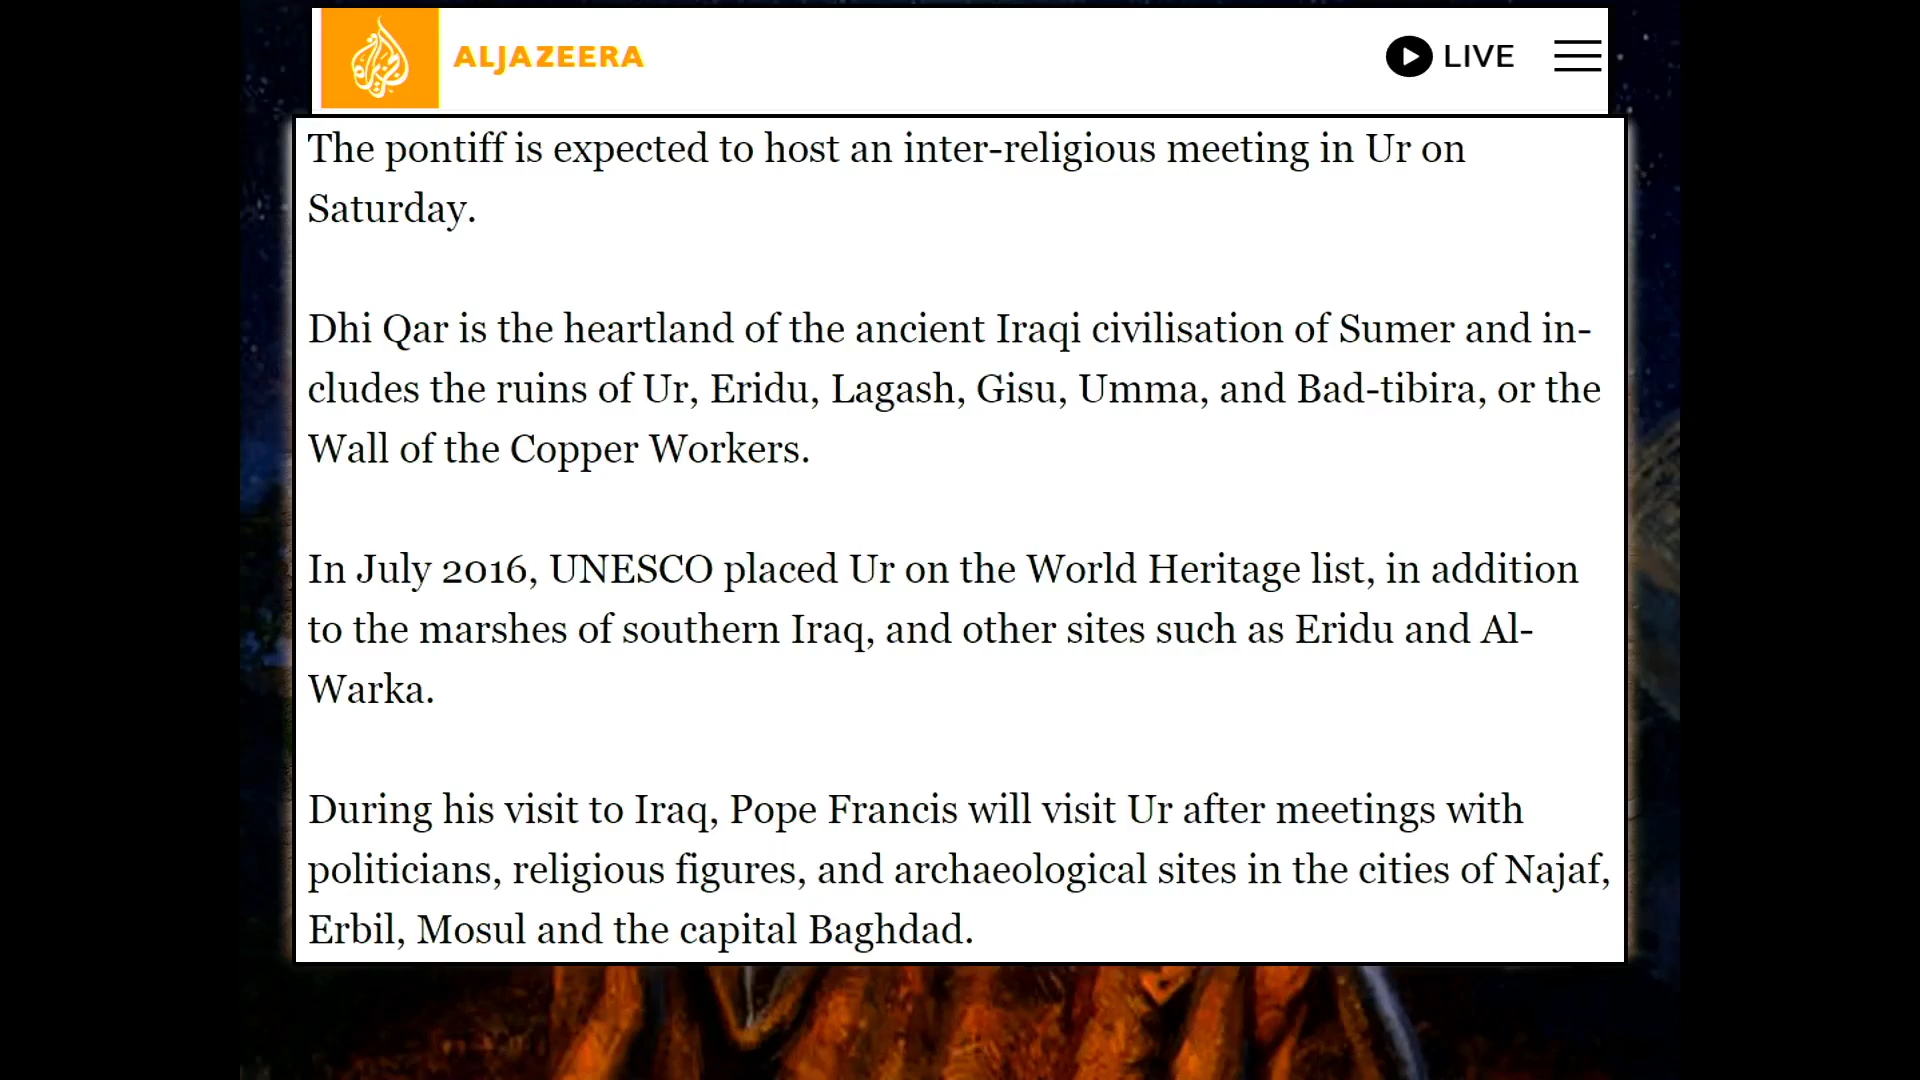 ALJAZEERA
LIVE
The pontiff is expected to host an inter-religious meeting in Ur on
Saturday.
Dhi Qar is the heartland of the ancient Iraqi civilisation of Sumer and in-
cludes the ruins of Ur, Eridu, Lagash, Gisu, Umma, and Bad-tibira, or the
Wall of the Copper Workers.
In July 2016, UNESCO placed Ur on the World Heritage list, in addition
to the marshes of southern Iraq, and other sites such as Eridu and Al-
Warka.
During his visit to Iraq, Pope Francis will visit Ur after meetings with
politicians, religious figures, and archaeological sites in the cities of Najaf,
Erbil, Mosul and the capital Baghdad.